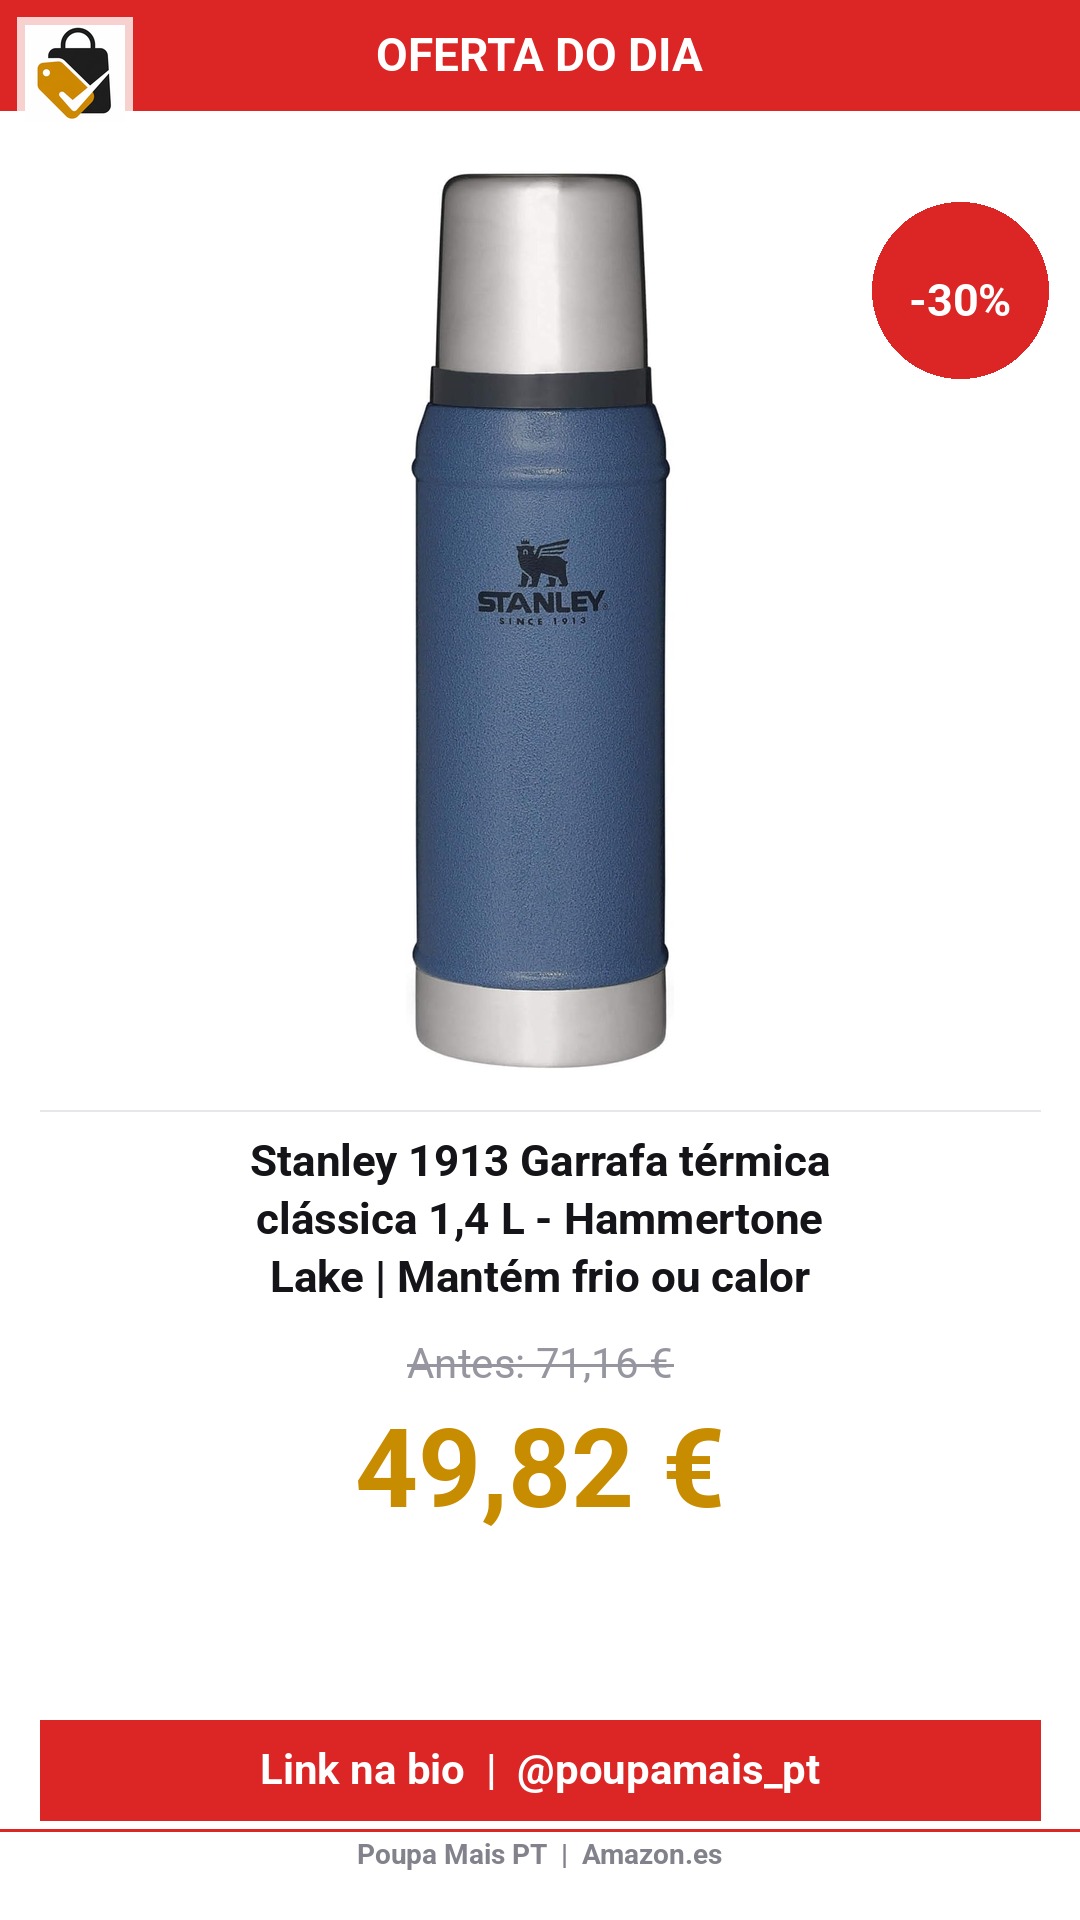 OFERTA DO DIA
-30%
STANLEY
SINCE 1913
Stanley 1913 Garrafa térmica
clássica 1,4 L - Hammertone
Lake | Mantém frio ou calor
Antes: 71,16 €
49,82 €
Link na bio | @poupamais_pt
Poupa Mais PT | Amazon.es